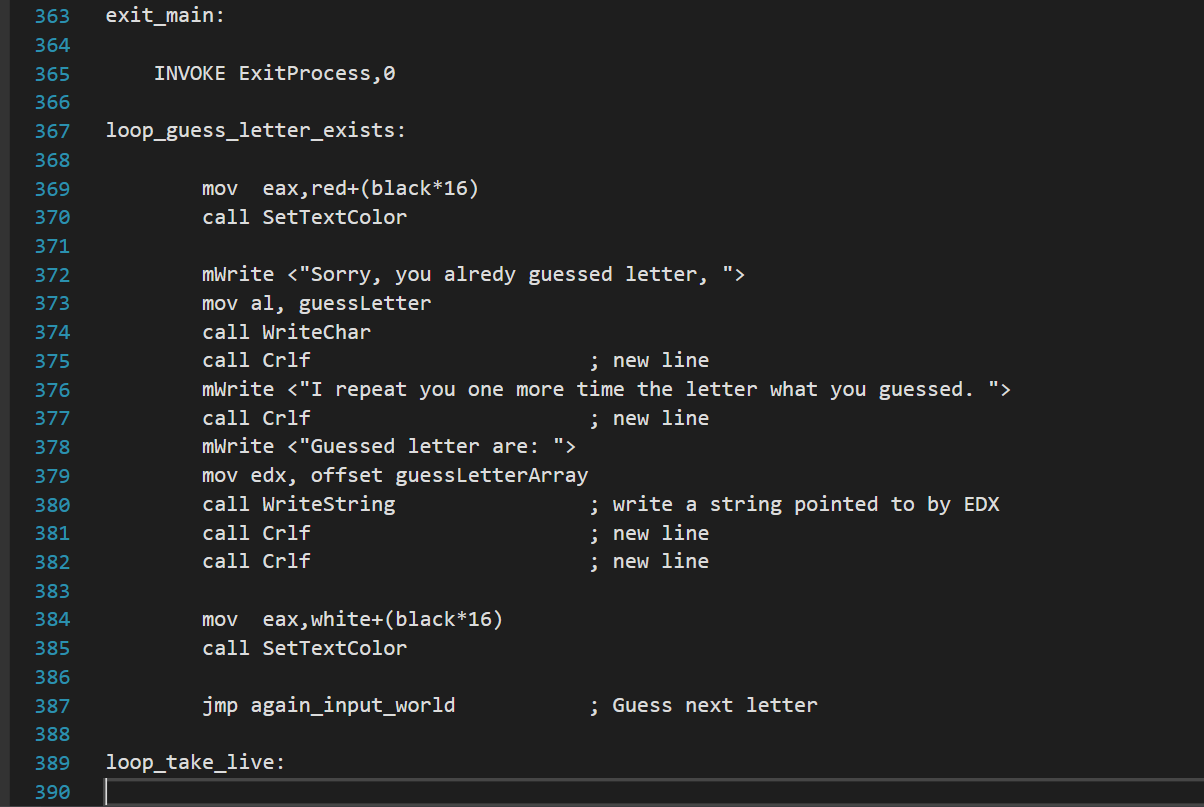 363 exit_main:
364
365 INVOKE ExitProcess,0
366
367 loop_guess_letter_exists:
368
369 mov  eax,red+(black*16)
370 call SetTextColor
371
372 mWrite <"Sorry, you alredy guessed letter, ">
373 mov al, guessLetter
374 call WriteChar
375 call Crlf ; new line
376 mWrite <"I repeat you one more time the letter what you guessed. ">
377 call Crlf ; new line
378 mWrite <"Guessed letter are: ">
379 mov edx, offset guessLetterArray
380 call WriteString ; write a string pointed to by EDX
381 call Crlf ; new line
382 call Crlf ; new line
383
384 mov  eax,white+(black*16)
385 call SetTextColor
386
387 jmp again_input_world ; Guess next letter
388
389 loop_take_live:
390